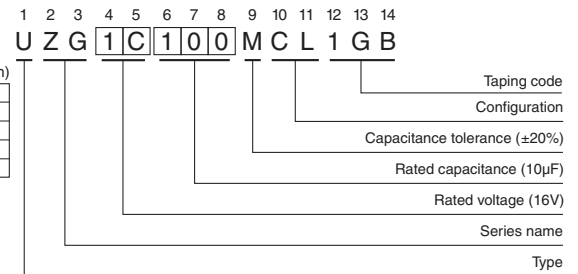 1 2 3 4 5 6 7 8 9 10 11 12 13 14
U Z G 1 C 1 0 0 M C L 1 G B
Taping code
Configuration
Capacitance tolerance (±20%)
Rated capacitance (10µF)
Rated voltage (16V)
Series name
Type